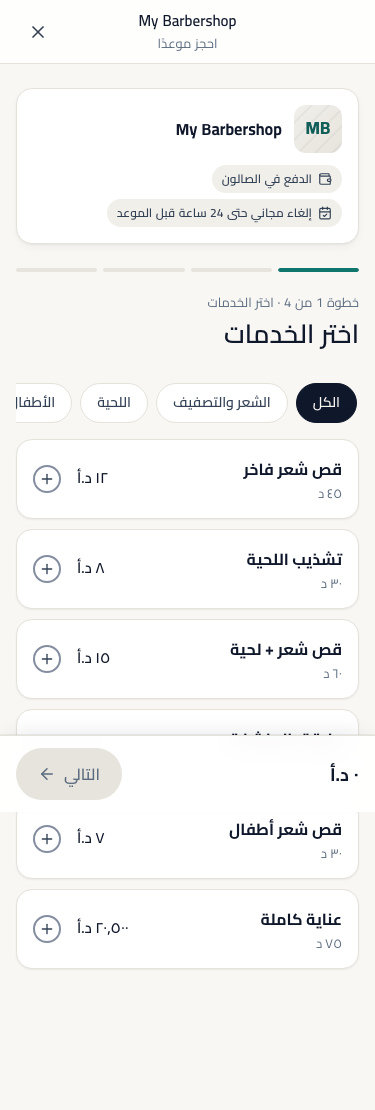 My Barbershop
احجز موعدًا
MB
My Barbershop
الدفع في الصالون
إلغاء مجاني حتى 24 ساعة قبل الموعد
خطوة 1 من 4 · اختر الخدمات
اختر الخدمات
الكل
الشعر والتصفيف
اللحية
الأطفال
قص شعر فاخر
٤٥ د
١٢ د.أ
تشذيب اللحية
٣٠ د
٨ د.أ
قص شعر + لحية
٦٠ د
١٥ د.أ
٠ د.أ
التالي
قص شعر أطفال
٣٠ د
٧ د.أ
عناية كاملة
٧٥ د
٢٠٫٥٠٠ د.أ